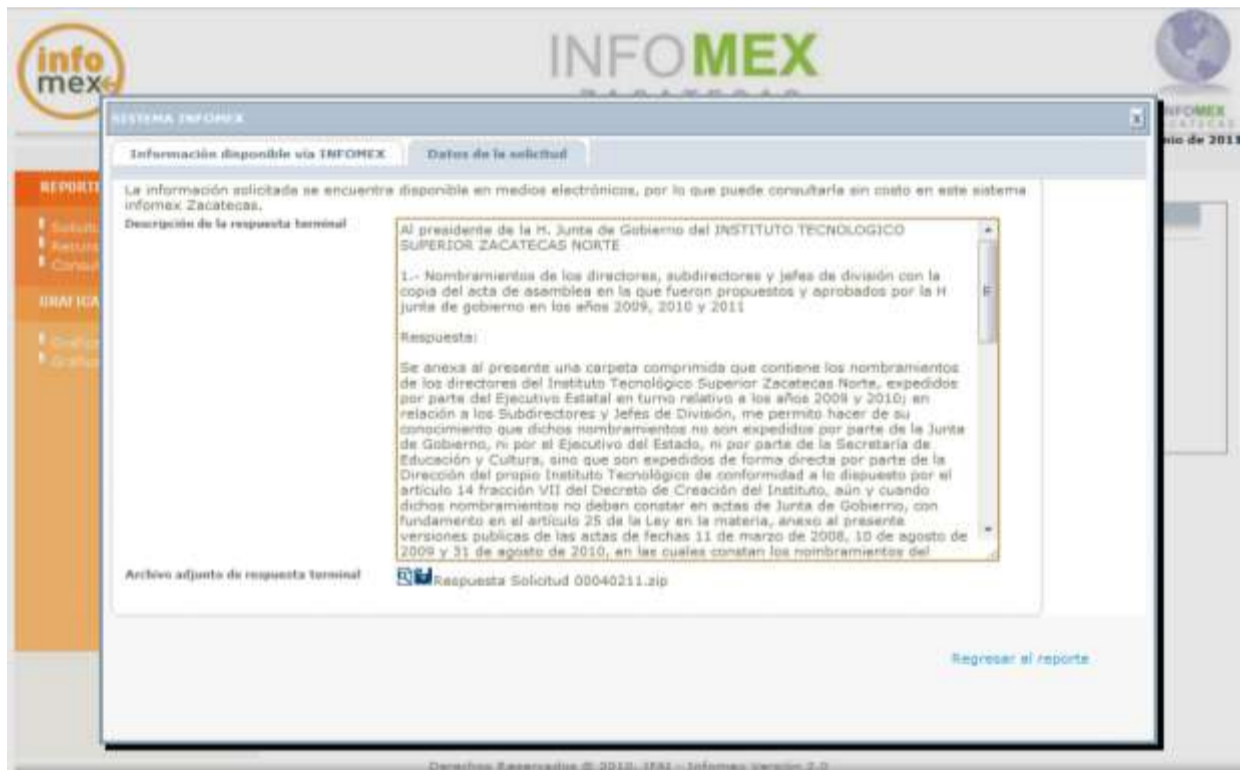 info
mex
INFOMEX
ZACATECAS
INFOMEX
ZACATECAS
nio de 2011
SISTEMA INFOMEX
x
Información disponible vía INFOMEX
Datos de la solicitud
REPORTE
La información solicitada se encuentra disponible en medios electrónicos, por lo que puede consultarla sin costo en este sistema
infomex Zacatecas.
Descripción de la respuesta terminal
Al presidente de la H. Junta de Gobierno del INSTITUTO TECNOLOGICO
SUPERIOR ZACATECAS NORTE
1.- Nombramientos de los directores, subdirectores y jefes de división con la
copia del acta de asamblea en la que fueron propuestos y aprobados por la H
junta de gobierno en los años 2009, 2010 y 2011
Respuesta:
Se anexa al presente una carpeta comprimida que contiene los nombramientos
de los directores del Instituto Tecnológico Superior Zacatecas Norte, expedidos
por parte del Ejecutivo Estatal en turno relativo a los años 2009 y 2010; en
relación a los Subdirectores y Jefes de División, me permito hacer de su
conocimiento que dichos nombramientos no son expedidos por parte de la Junta
de Gobierno, ni por el Ejecutivo del Estado, ni por parte de la Secretaría de
Educación y Cultura, sino que son expedidos de forma directa por parte de la
Dirección del propio Instituto Tecnológico de conformidad a lo dispuesto por el
artículo 14 fracción VII del Decreto de Creación del Instituto, aún y cuando
dichos nombramientos no deban constar en actas de Junta de Gobierno, con
fundamento en el artículo 25 de la Ley en la materia, anexo al presente
versiones publicas de las actas de fechas 11 de marzo de 2008, 10 de agosto de
2009 y 31 de agosto de 2010, en las cuales constan los nombramientos del
Archivo adjunto de respuesta terminal
Respuesta Solicitud 00040211.zip
Regresar al reporte
Derechos Reservados © 2010, IFAI - Infomex Versión 2.0